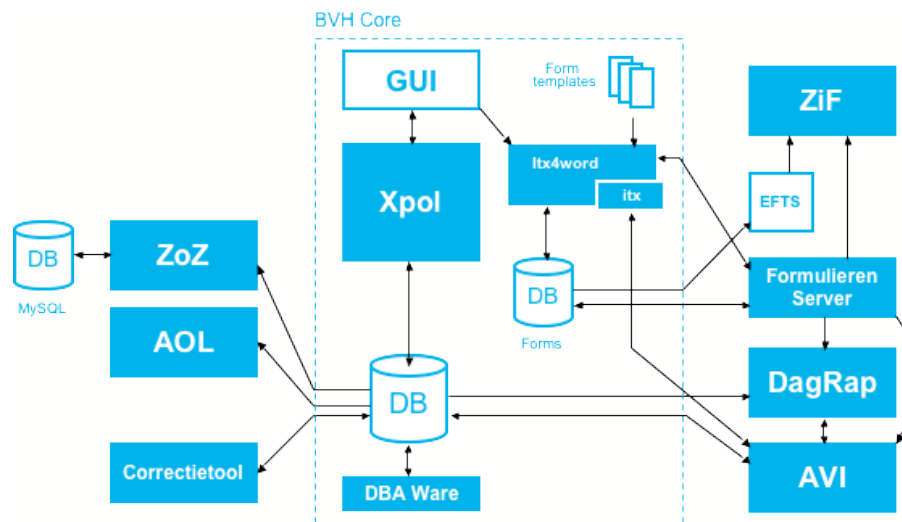 BVH Core
GUI
Form
templates
ZiF
Itx4word
itx
Xpol
EFTS
DB
ZoZ
MySQL
DB
Forms
Formulieren
Server
AOL
DB
DagRap
Correctietool
DBA Ware
AVI